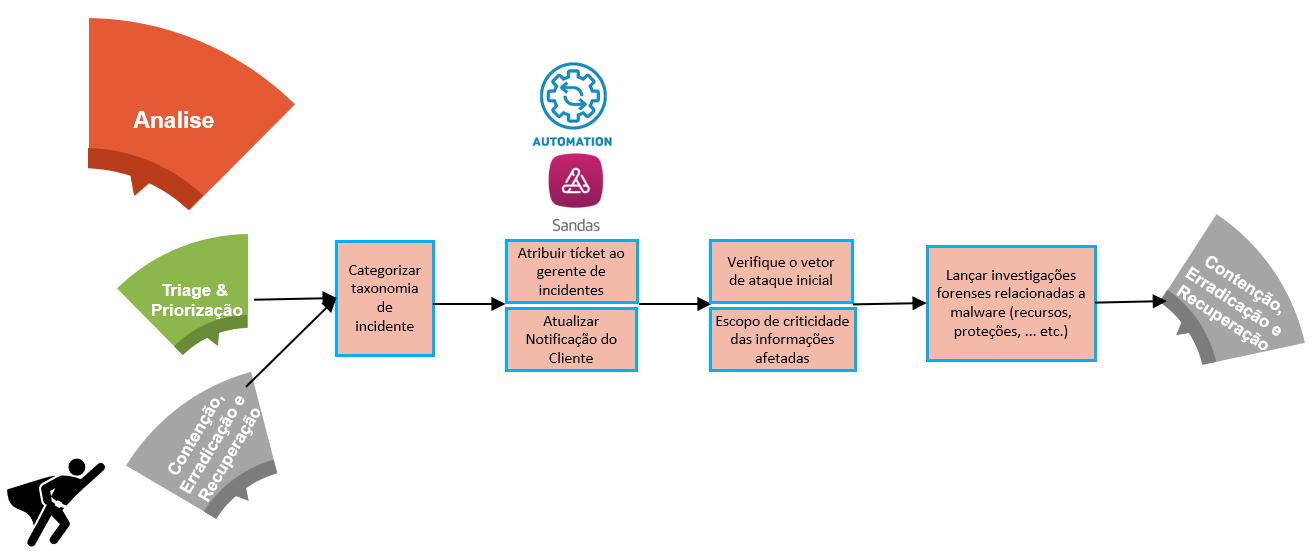 Analise
AUTOMATION
Sandas
Triage &
Priorização
Categorizar
taxonomia
de
incidente
Atribuir tícket ao
gerente de
incidentes
Atualizar
Notificação do
Cliente
Verifique o vetor
de ataque inicial
Escopo de criticidade
das informações
afetadas
Lançar investigações
forenses relacionadas a
malware (recursos,
proteções, ... etc.)
Contenção,
Erradicação e
Recuperação
Contenção,
Erradicação e
Recuperação